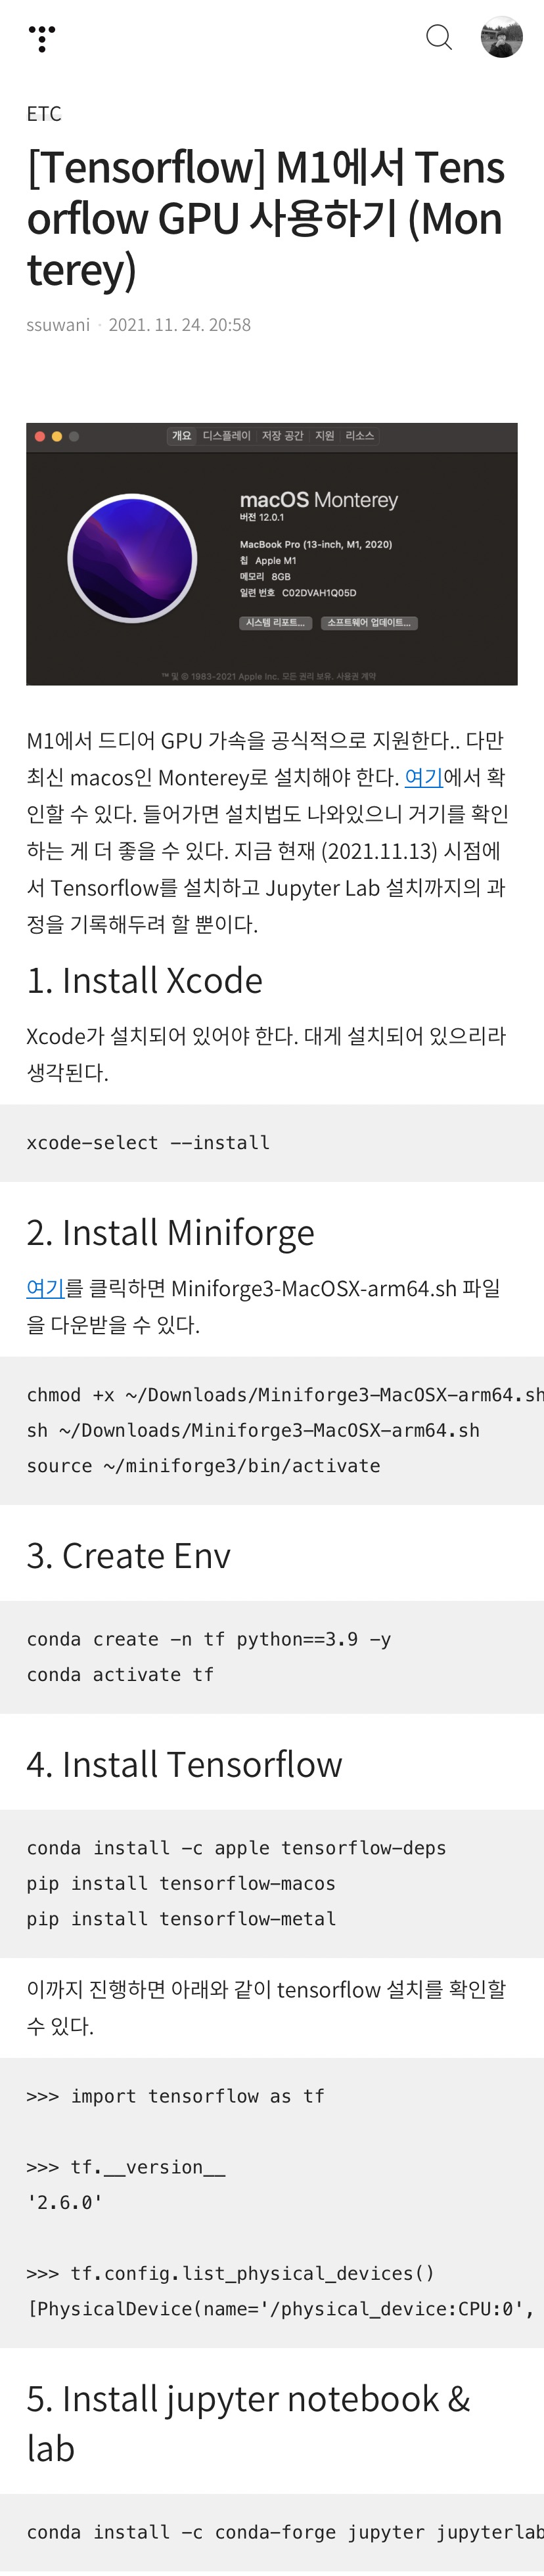 ETC
[Tensorflow] M1에서 Tens
orflow GPU 사용하기 (Mon
terey)
ssuwani · 2021. 11. 24. 20:58
개요 디스플레이 저장 공간 지원 리소스
macOS Monterey
버전 12.0.1
MacBook Pro (13-inch, M1, 2020)
칩 Apple M1
메모리 8GB
일련 번호 C02DVAH1Q05D
시스템 리포트... 소프트웨어 업데이트...
™ 및 © 1983-2021 Apple Inc. 모든 권리 보유. 사용권 계약
M1에서 드디어 GPU 가속을 공식적으로 지원한다.. 다만
최신 macos인 Monterey로 설치해야 한다. 여기에서 확
인할 수 있다. 들어가면 설치법도 나와있으니 거기를 확인
하는 게 더 좋을 수 있다. 지금 현재 (2021.11.13) 시점에
서 Tensorflow를 설치하고 Jupyter Lab 설치까지의 과
정을 기록해두려 할 뿐이다.
1. Install Xcode
Xcode가 설치되어 있어야 한다. 대게 설치되어 있으리라
생각된다.
xcode-select --install
2. Install Miniforge
여기를 클릭하면 Miniforge3-MacOSX-arm64.sh 파일
을 다운받을 수 있다.
chmod +x ~/Downloads/Miniforge3-MacOSX-arm64.sh
sh ~/Downloads/Miniforge3-MacOSX-arm64.sh
source ~/miniforge3/bin/activate
3. Create Env
conda create -n tf python==3.9 -y
conda activate tf
4. Install Tensorflow
conda install -c apple tensorflow-deps
pip install tensorflow-macos
pip install tensorflow-metal
이까지 진행하면 아래와 같이 tensorflow 설치를 확인할
수 있다.
>>> import tensorflow as tf
>>> tf.__version__
'2.6.0'
>>> tf.config.list_physical_devices()
[PhysicalDevice(name='/physical_device:CPU:0',
5. Install jupyter notebook &
lab
conda install -c conda-forge jupyter jupyterlab